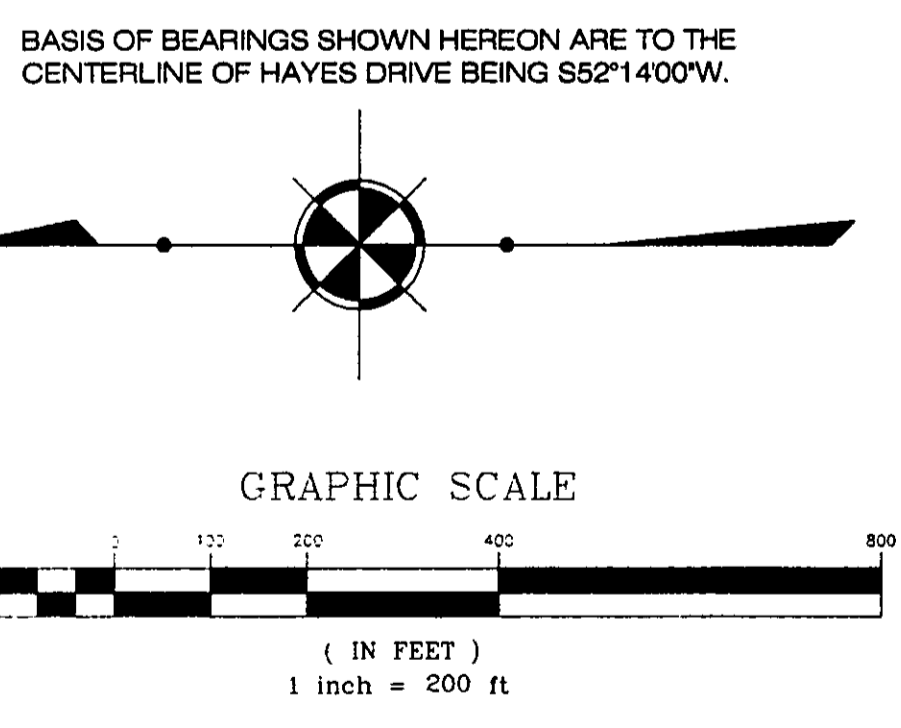 BASIS OF BEARINGS SHOWN HEREON ARE TO THE
CENTERLINE OF HAYES DRIVE BEING S52°14'00"W.
GRAPHIC SCALE
0 100 200 400 800
( IN FEET )
1 inch = 200 ft